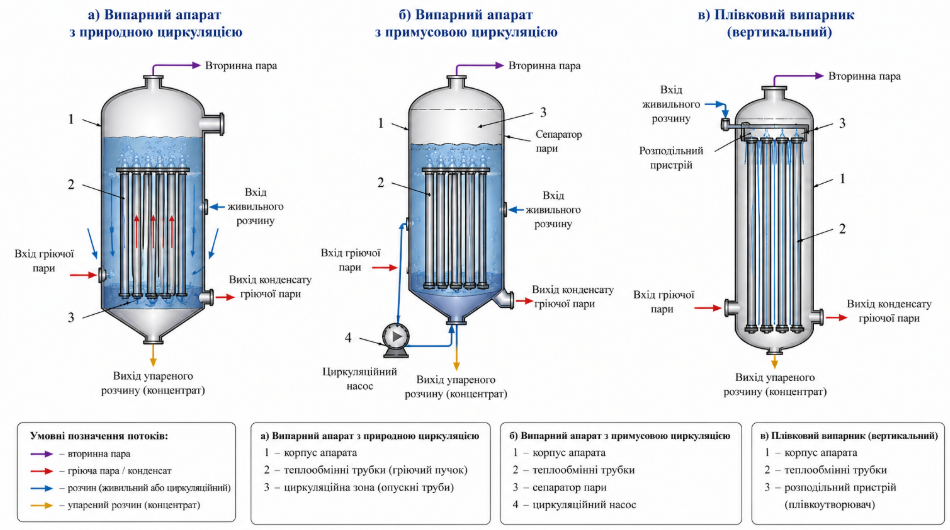 а) Випарний апарат
з природною циркуляцією
Вторинна пара
1
2
Вхід
живильного
розчину
Вхід гріючої
пари
Вихід конденсату
гріючої пари
3
Вихід упареного
розчину (концентрат)
б) Випарний апарат
з примусовою циркуляцією
Вторинна пара
1
3
Сепаратор
пари
2
Вхід
живильного
розчину
Вхід гріючої
пари
Вихід конденсату
гріючої пари
4
Циркуляційний
насос
Вихід упареного
розчину (концентрат)
в) Плівковий випарник
(вертикальний)
Вторинна пара
Вхід
живильного
розчину
3
Розподільний
пристрій
1
2
Вхід гріючої
пари
Вихід конденсату
гріючої пари
Вихід упареного
розчину (концентрат)
Умовні позначення потоків:
– вторинна пара
– гріюча пара / конденсат
– розчин (живильний або циркуляційний)
– упарений розчин (концентрат)
а) Випарний апарат з природною циркуляцією
1 – корпус апарата
2 – теплообмінні трубки (гріючий пучок)
3 – циркуляційна зона (опускні труби)
б) Випарний апарат з примусовою циркуляцією
1 – корпус апарата
2 – теплообмінні трубки
3 – сепаратор пари
4 – циркуляційний насос
в) Плівковий випарник (вертикальний)
1 – корпус апарата
2 – теплообмінні трубки
3 – розподільний пристрій
(плівкоутворювач)